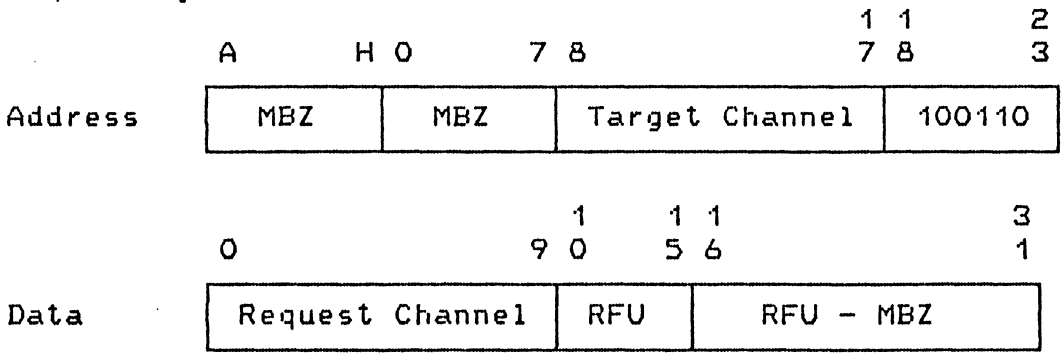 1 1 2
A H 0 7 8 7 8 3
Address MBZ MBZ Target Channel 100110
1 1 1 3
0 9 0 5 6 1
Data Request Channel RFU RFU - MBZ